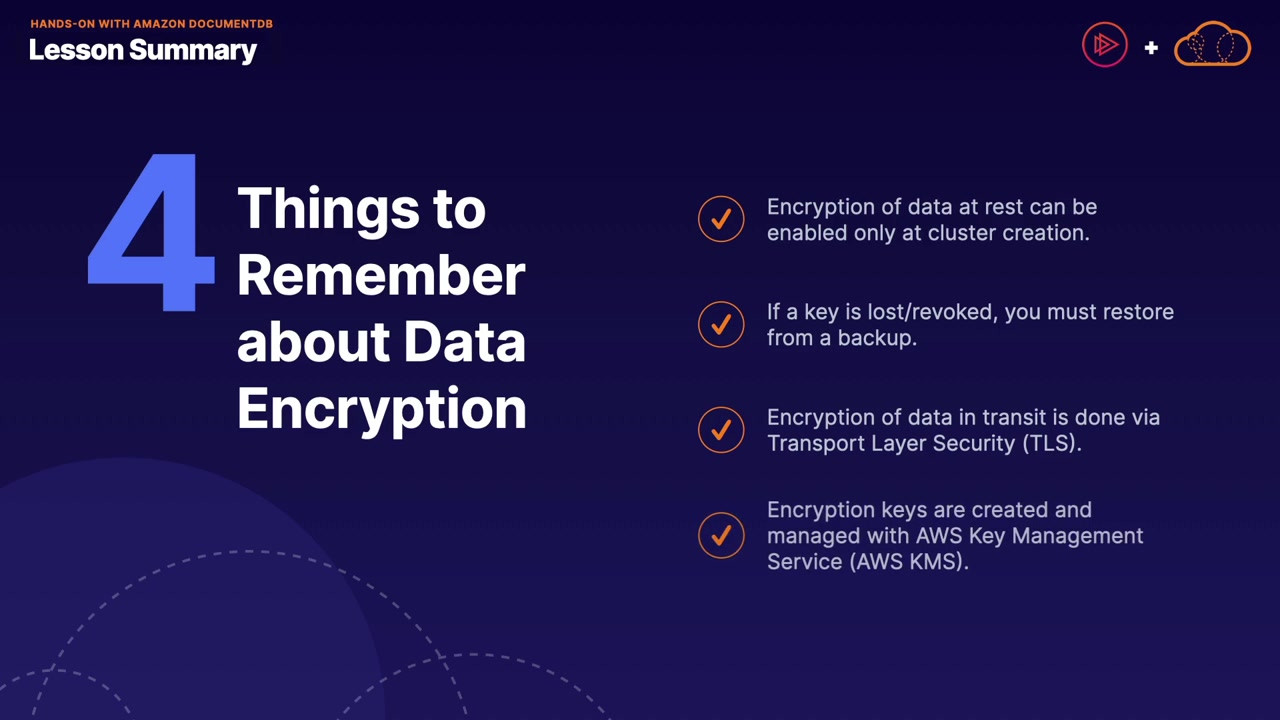 HANDS-ON WITH AMAZON DOCUMENTDB
Lesson Summary
+
4
Things to
Remember
about Data
Encryption
Encryption of data at rest can be
enabled only at cluster creation.
If a key is lost/revoked, you must restore
from a backup.
Encryption of data in transit is done via
Transport Layer Security (TLS).
Encryption keys are created and
managed with AWS Key Management
Service (AWS KMS).